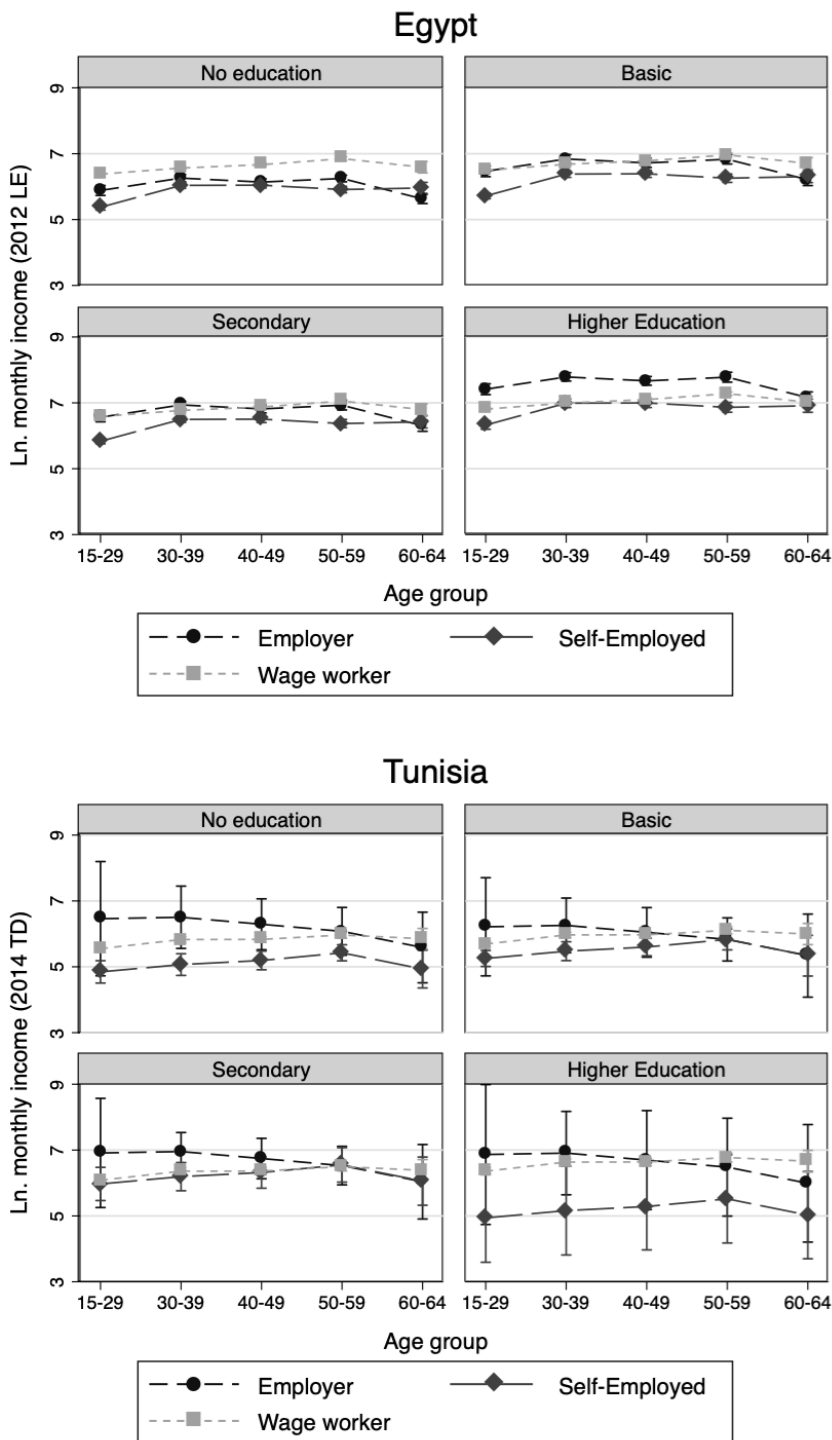 Egypt
No education
Basic
9
7
5
3
Secondary
Higher Education
9
7
5
3
Ln. monthly income (2012 LE)
15-29 30-39 40-49 50-59 60-64 15-29 30-39 40-49 50-59 60-64
Age group
Employer Self-Employed
Wage worker
Tunisia
No education
Basic
9
7
5
3
Secondary
Higher Education
9
7
5
3
Ln. monthly income (2014 TD)
15-29 30-39 40-49 50-59 60-64 15-29 30-39 40-49 50-59 60-64
Age group
Employer Self-Employed
Wage worker